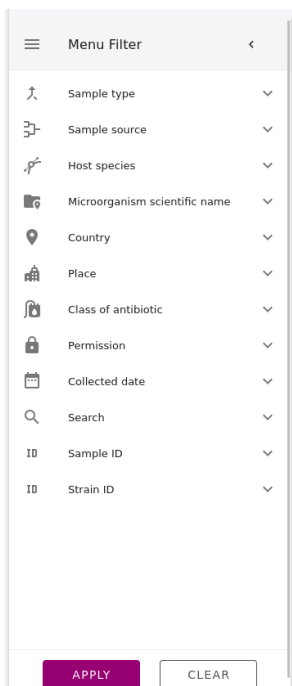 Menu Filter
Sample type
Sample source
Host species
Microorganism scientific name
Country
Place
Class of antibiotic
Permission
Collected date
Search
ID Sample ID
ID Strain ID
APPLY CLEAR